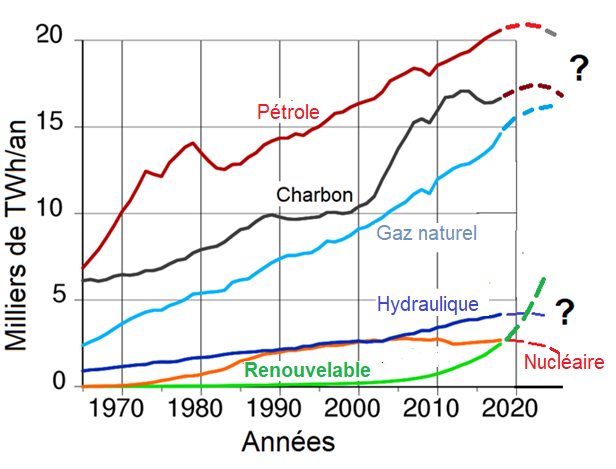 20
15
10
5
0
Milliers de TWh/an
Pétrole
?
Charbon
Gaz naturel
Hydraulique
?
Renouvelable
Nucléaire
1970 1980 1990 2000 2010 2020
Années